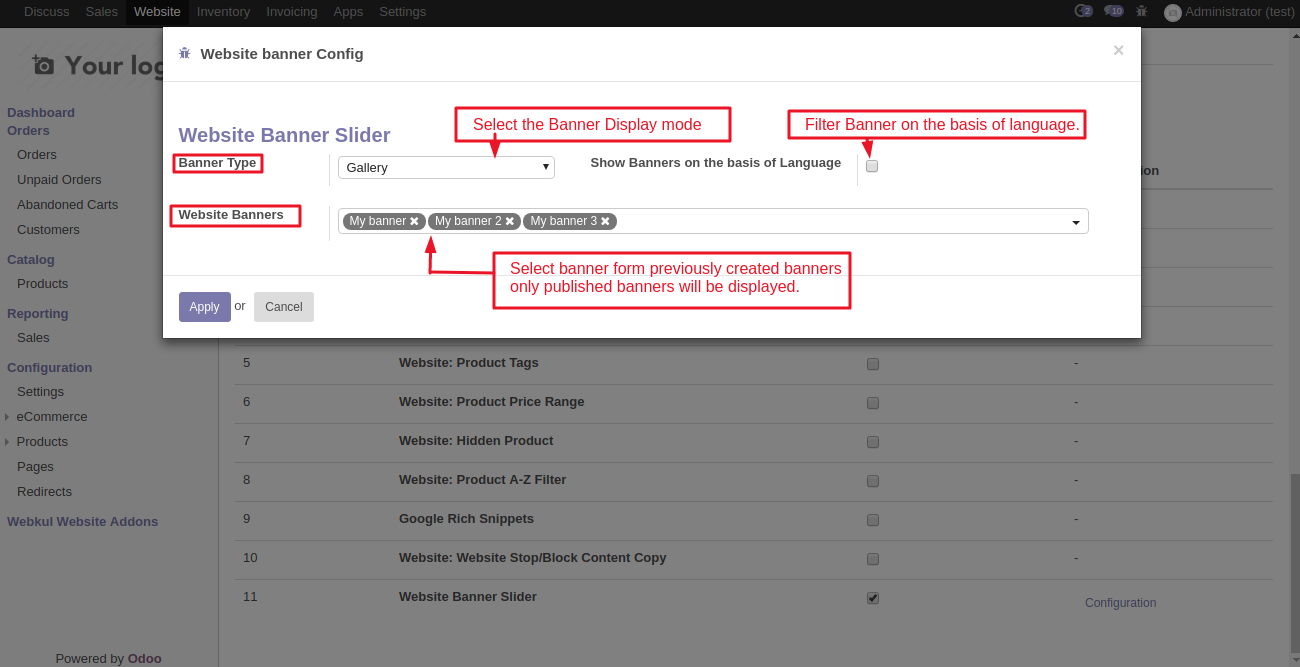 Discuss Sales Website Inventory Invoicing Apps Settings 2 10 Administrator (test)
Website banner Config ×
Your log
Website Banner Slider
Select the Banner Display mode
Filter Banner on the basis of language.
Banner Type Gallery
Show Banners on the basis of Language
Website Banners My banner My banner 2 My banner 3
Select banner form previously created banners
only published banners will be displayed.
Apply or Cancel
Dashboard
Orders
Orders
Unpaid Orders
Abandoned Carts
Customers
Catalog
Products
Reporting
Sales
Configuration
Settings
eCommerce
Products
Pages
Redirects
Webkul Website Addons
Powered by Odoo
ion
5 Website: Product Tags -
6 Website: Product Price Range -
7 Website: Hidden Product -
8 Website: Product A-Z Filter -
9 Google Rich Snippets -
10 Website: Website Stop/Block Content Copy -
11 Website Banner Slider Configuration